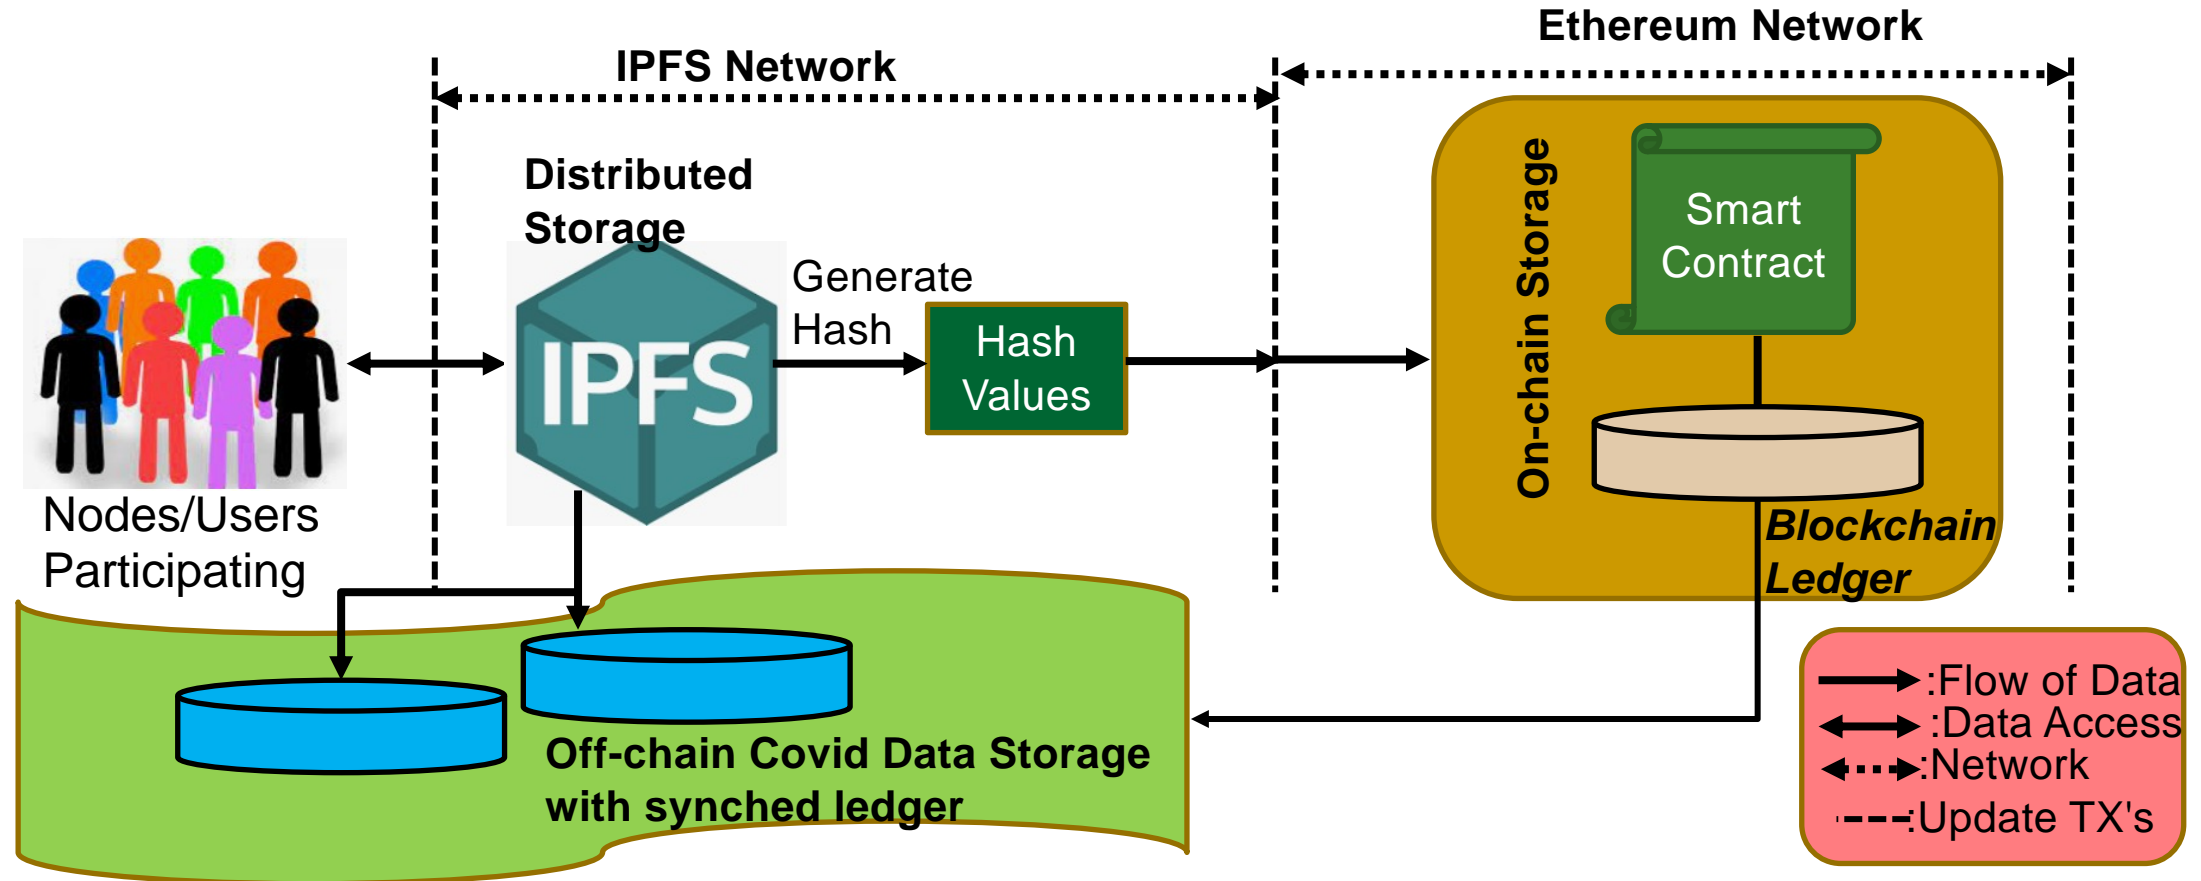 Ethereum Network
IPFS Network
Distributed
Storage
Generate
Hash
IPFS
Hash
Values
On-chain Storage
Smart
Contract
Nodes/Users
Participating
Blockchain
Ledger
Off-chain Covid Data Storage
with synched ledger
:Flow of Data
:Data Access
:Network
:Update TX's